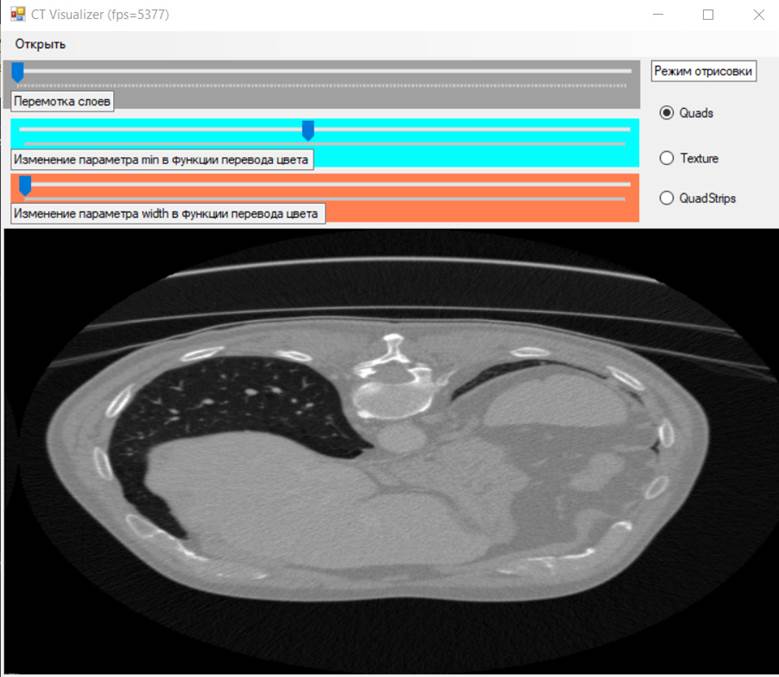 CT Visualizer (fps=5377)
Открыть
Перемотка слоев
Изменение параметра min в функции перевода цвета
Изменение параметра width в функции перевода цвета
Режим отрисовки
Quads
Texture
QuadStrips